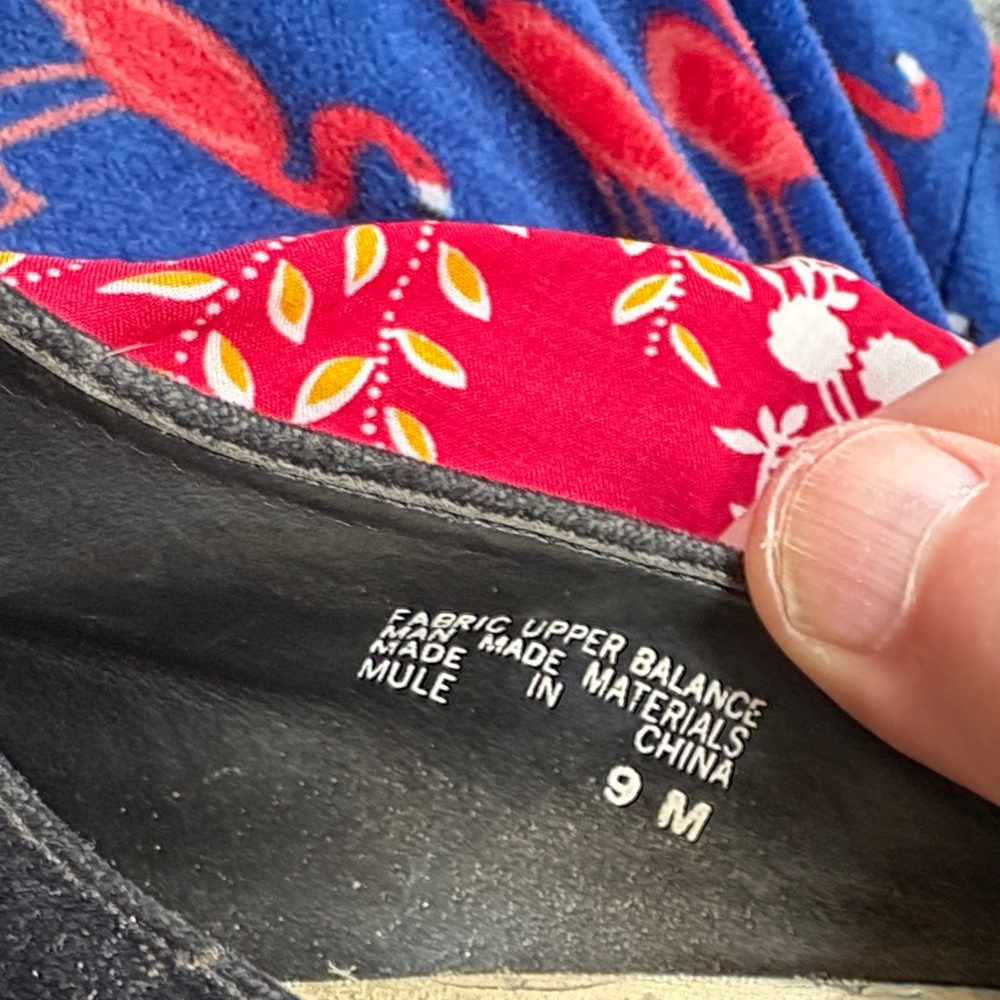 FABRIC UPPER BALANCE
MAN MADE MATERIALS
MADE IN CHINA
MULE
9 M